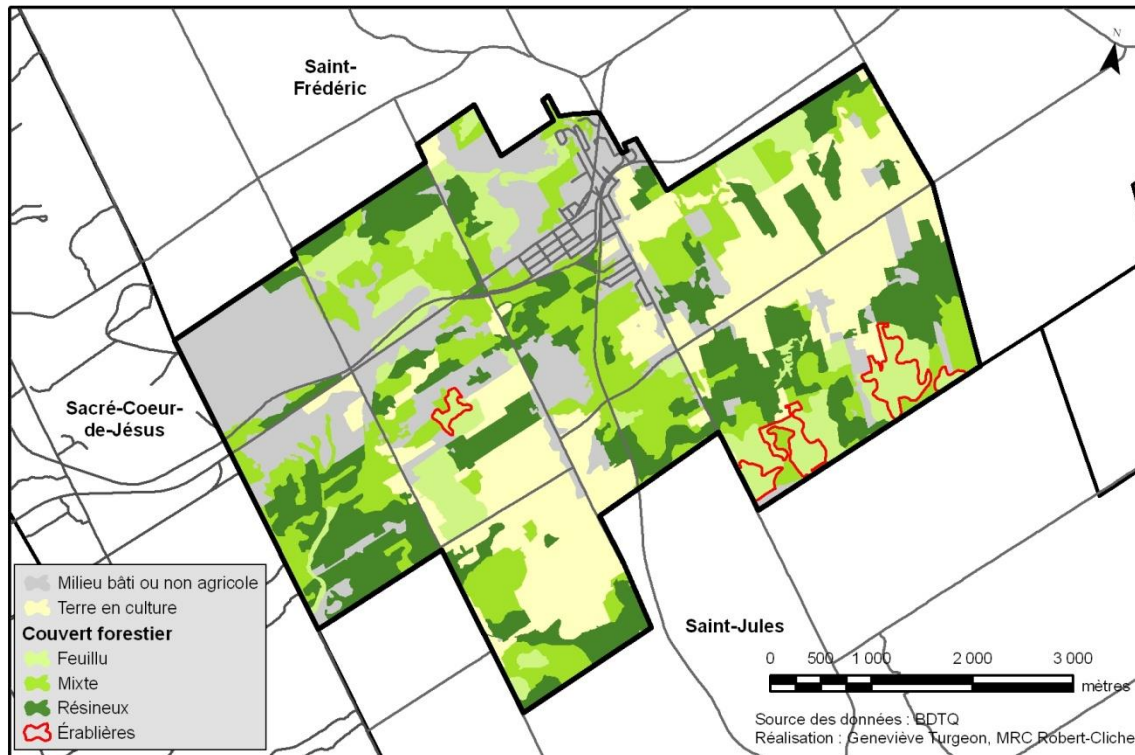 Saint-
Frédéric
N
Sacré-Coeur-
de-Jésus
Milieu bâti ou non agricole
Terre en culture
Couvert forestier
Feuillu
Mixte
Résineux
Érablières
Saint-Jules
0 500 1 000 2 000 3 000
mètres
Source des données : BDTQ
Réalisation : Geneviève Turgeon, MRC Robert-Cliche